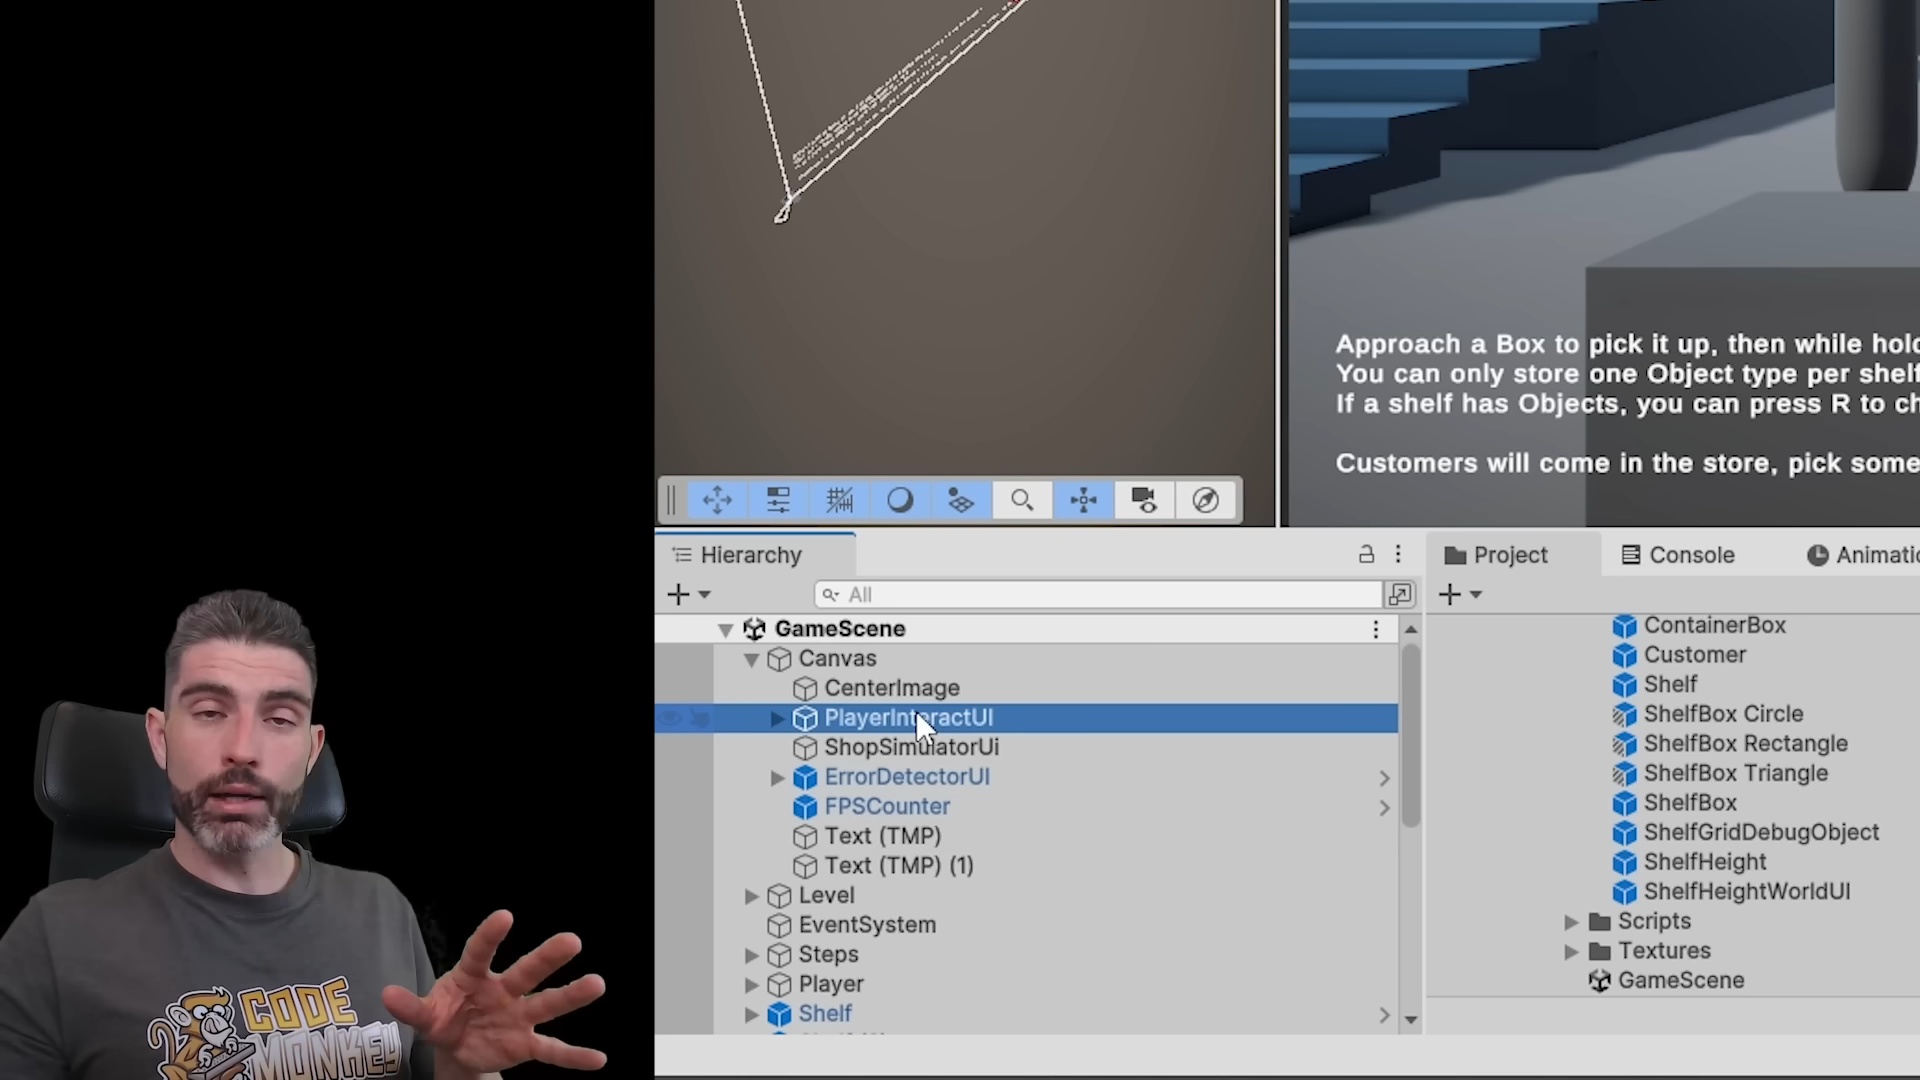 Approach a Box to pick it up, then while hol
You can only store one Object type per shelf
If a shelf has Objects, you can press R to ch
Customers will come in the store, pick some
Hierarchy
All
GameScene
Canvas
CenterImage
PlayerInteractUI
ShopSimulatorUi
ErrorDetectorUI
FPSCounter
Text (TMP)
Text (TMP) (1)
Level
EventSystem
Steps
Player
Shelf
Project
Console
Animati
ContainerBox
Customer
Shelf
ShelfBox Circle
ShelfBox Rectangle
ShelfBox Triangle
ShelfBox
ShelfGridDebugObject
ShelfHeight
ShelfHeightWorldUI
Scripts
Textures
GameScene
CODE
MONKEY